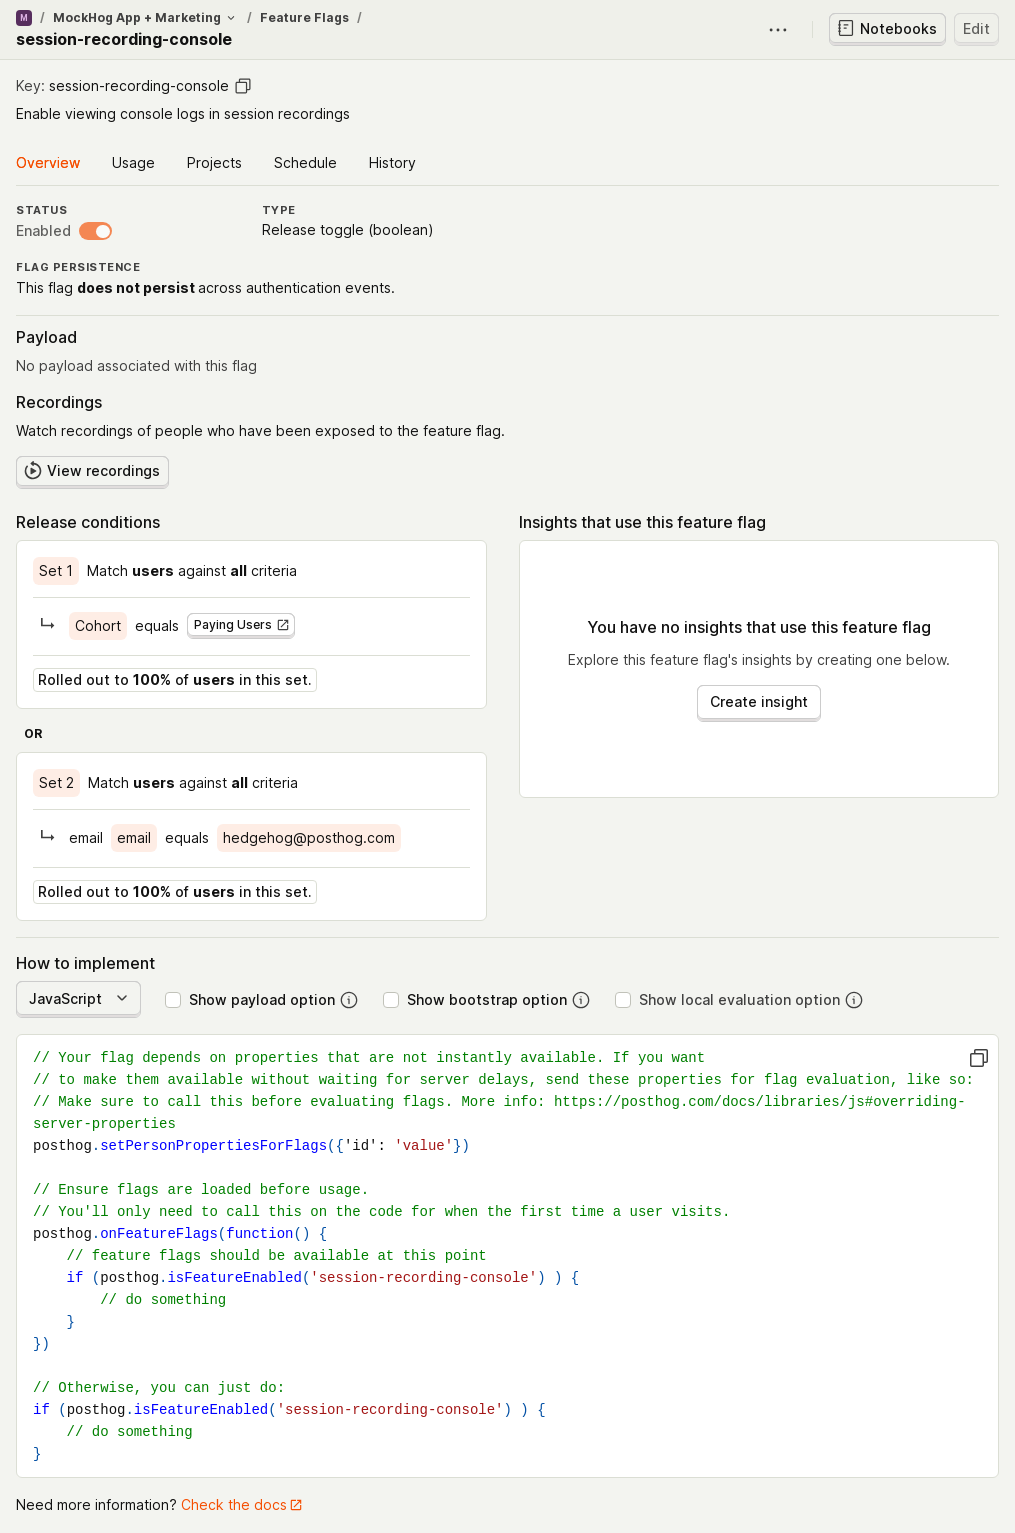 M / MockHog App + Marketing / Feature Flags /
session-recording-console
Notebooks
Edit
Key: session-recording-console
Enable viewing console logs in session recordings
Overview Usage Projects Schedule History
STATUS
Enabled
TYPE
Release toggle (boolean)
FLAG PERSISTENCE
This flag does not persist across authentication events.
Payload
No payload associated with this flag
Recordings
Watch recordings of people who have been exposed to the feature flag.
View recordings
Release conditions
Set 1 Match users against all criteria
Cohort equals Paying Users
Rolled out to 100% of users in this set.
OR
Set 2 Match users against all criteria
email email equals hedgehog@posthog.com
Rolled out to 100% of users in this set.
Insights that use this feature flag
You have no insights that use this feature flag
Explore this feature flag's insights by creating one below.
Create insight
How to implement
JavaScript Show payload option Show bootstrap option Show local evaluation option
// Your flag depends on properties that are not instantly available. If you want
// to make them available without waiting for server delays, send these properties for flag evaluation, like so:
// Make sure to call this before evaluating flags. More info: https://posthog.com/docs/libraries/js#overriding-
server-properties
posthog.setPersonPropertiesForFlags({'id': 'value'})
// Ensure flags are loaded before usage.
// You'll only need to call this on the code for when the first time a user visits.
posthog.onFeatureFlags(function() {
    // feature flags should be available at this point
    if (posthog.isFeatureEnabled('session-recording-console') ) {
        // do something
    }
})
// Otherwise, you can just do:
if (posthog.isFeatureEnabled('session-recording-console') ) {
    // do something
}
Need more information? Check the docs